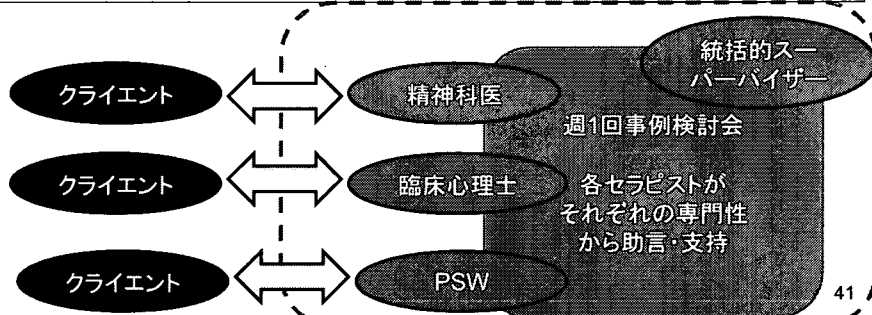 統括的スー
パーバイザー
クライエント
精神科医
週1回事例検討会
クライエント
臨床心理士
各セラピストが
それぞれの専門性
から助言・支持
クライエント
PSW
41